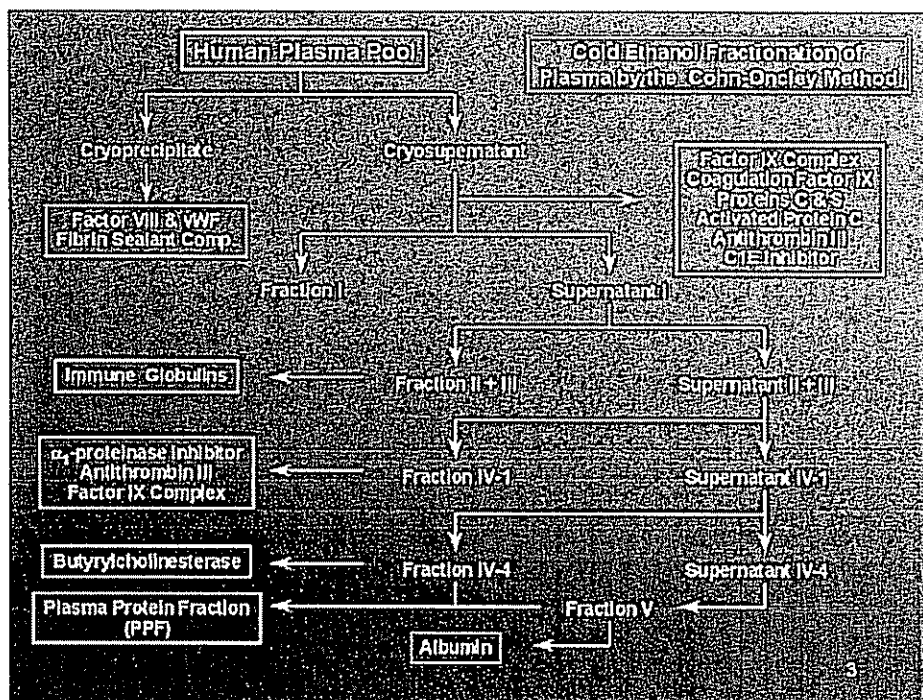 Human Plasma Pool
Cold Ethanol Fractionation of
Plasma by the Cohn-Oncley Method
Cryoprecipitate
Cryosupernatant
Factor VIII & vWF
Fibrin Sealant Comp.
Factor IX Complex
Coagulation Factor IX
Proteins C & S
Activated Protein C
Antithrombin III
C1E Inhibitor
Fraction I
Supernatant I
Immune Globulins
Fraction II + III
Supernatant II + III
α1-proteinase Inhibitor
Antithrombin III
Factor IX Complex
Fraction IV-1
Supernatant IV-1
Butyrylcholinesterase
Fraction IV-4
Supernatant IV-4
Plasma Protein Fraction
(PPF)
Fraction V
Albumin
3